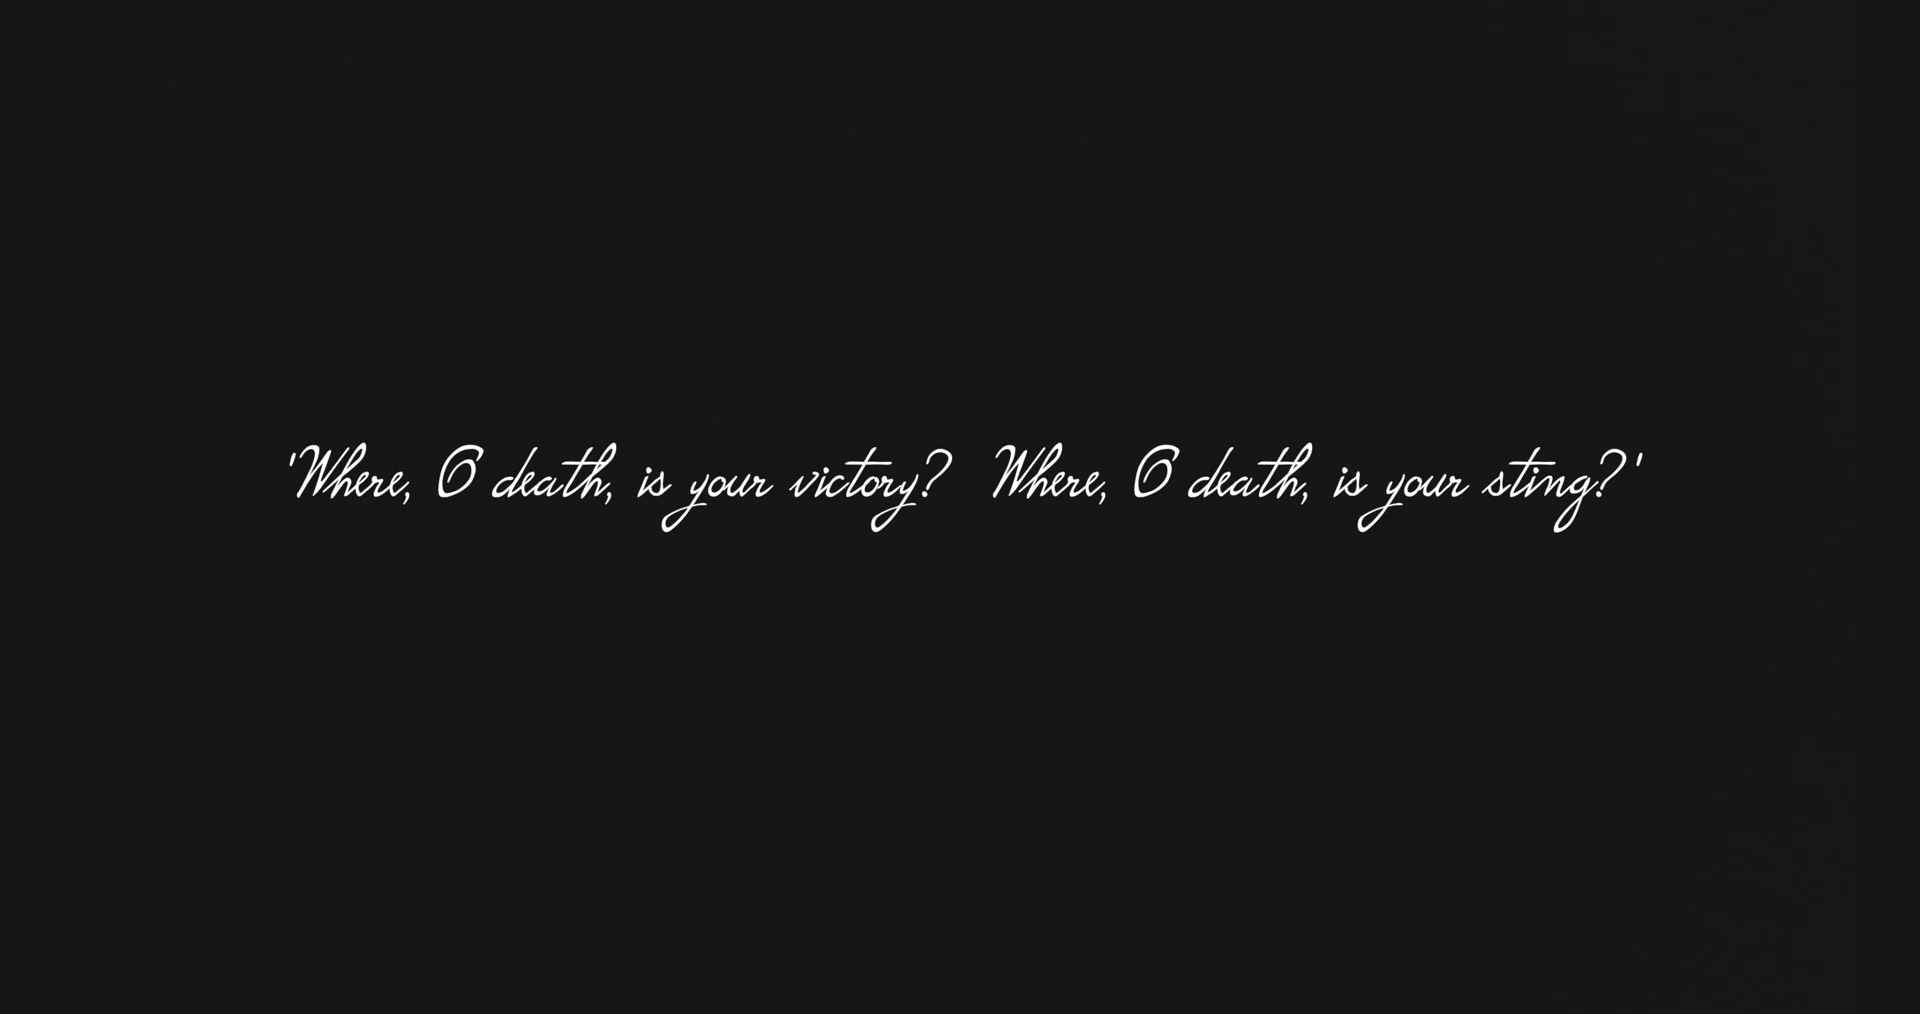 'Where, O death, is your victory? Where, O death, is your sting?'